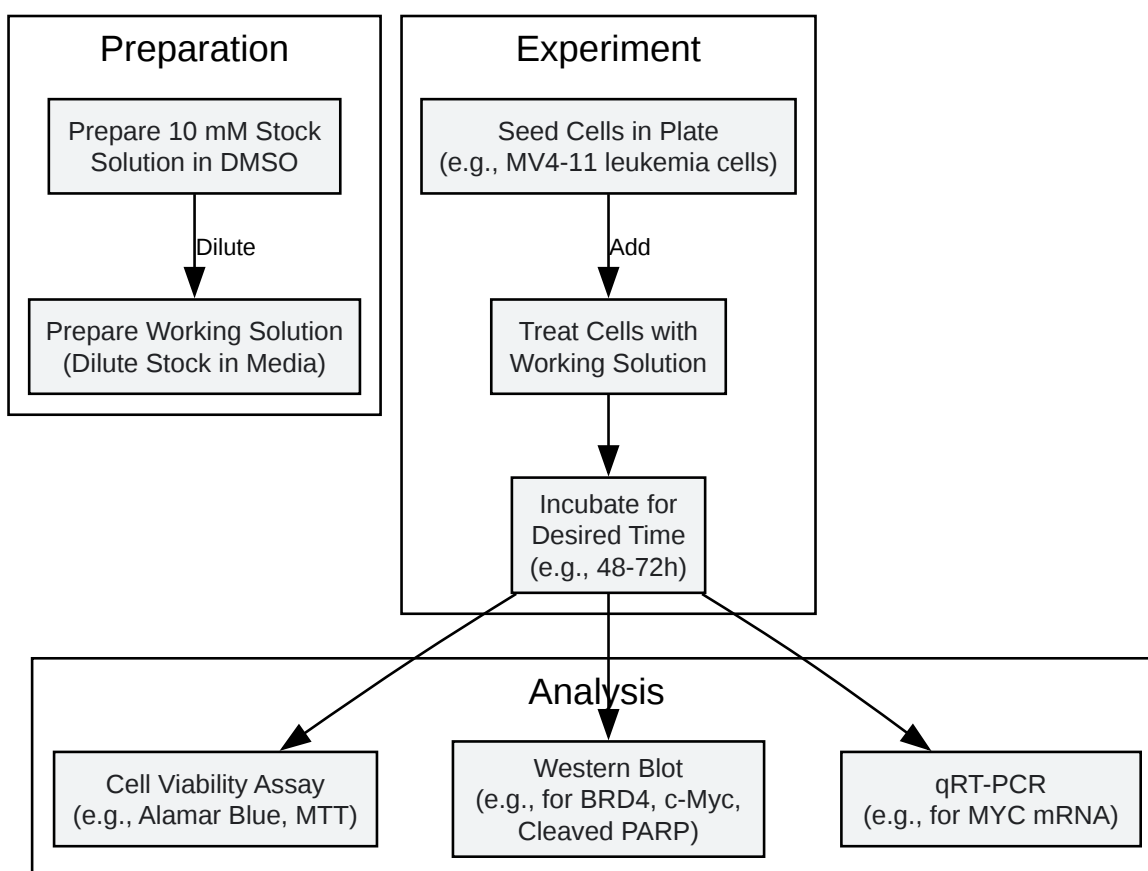 Preparation
Prepare 10 mM Stock
Solution in DMSO
Dilute
Prepare Working Solution
(Dilute Stock in Media)
Experiment
Seed Cells in Plate
(e.g., MV4-11 leukemia cells)
Add
Treat Cells with
Working Solution
Incubate for
Desired Time
(e.g., 48-72h)
Analysis
Cell Viability Assay
(e.g., Alamar Blue, MTT)
Western Blot
(e.g., for BRD4, c-Myc,
Cleaved PARP)
qRT-PCR
(e.g., for MYC mRNA)